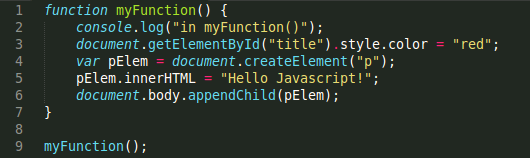 1 function myFunction() {
2     console.log("in myFunction()");
3     document.getElementById("title").style.color = "red";
4     var pElem = document.createElement("p");
5     pElem.innerHTML = "Hello Javascript!";
6     document.body.appendChild(pElem);
7 }
8
9 myFunction();